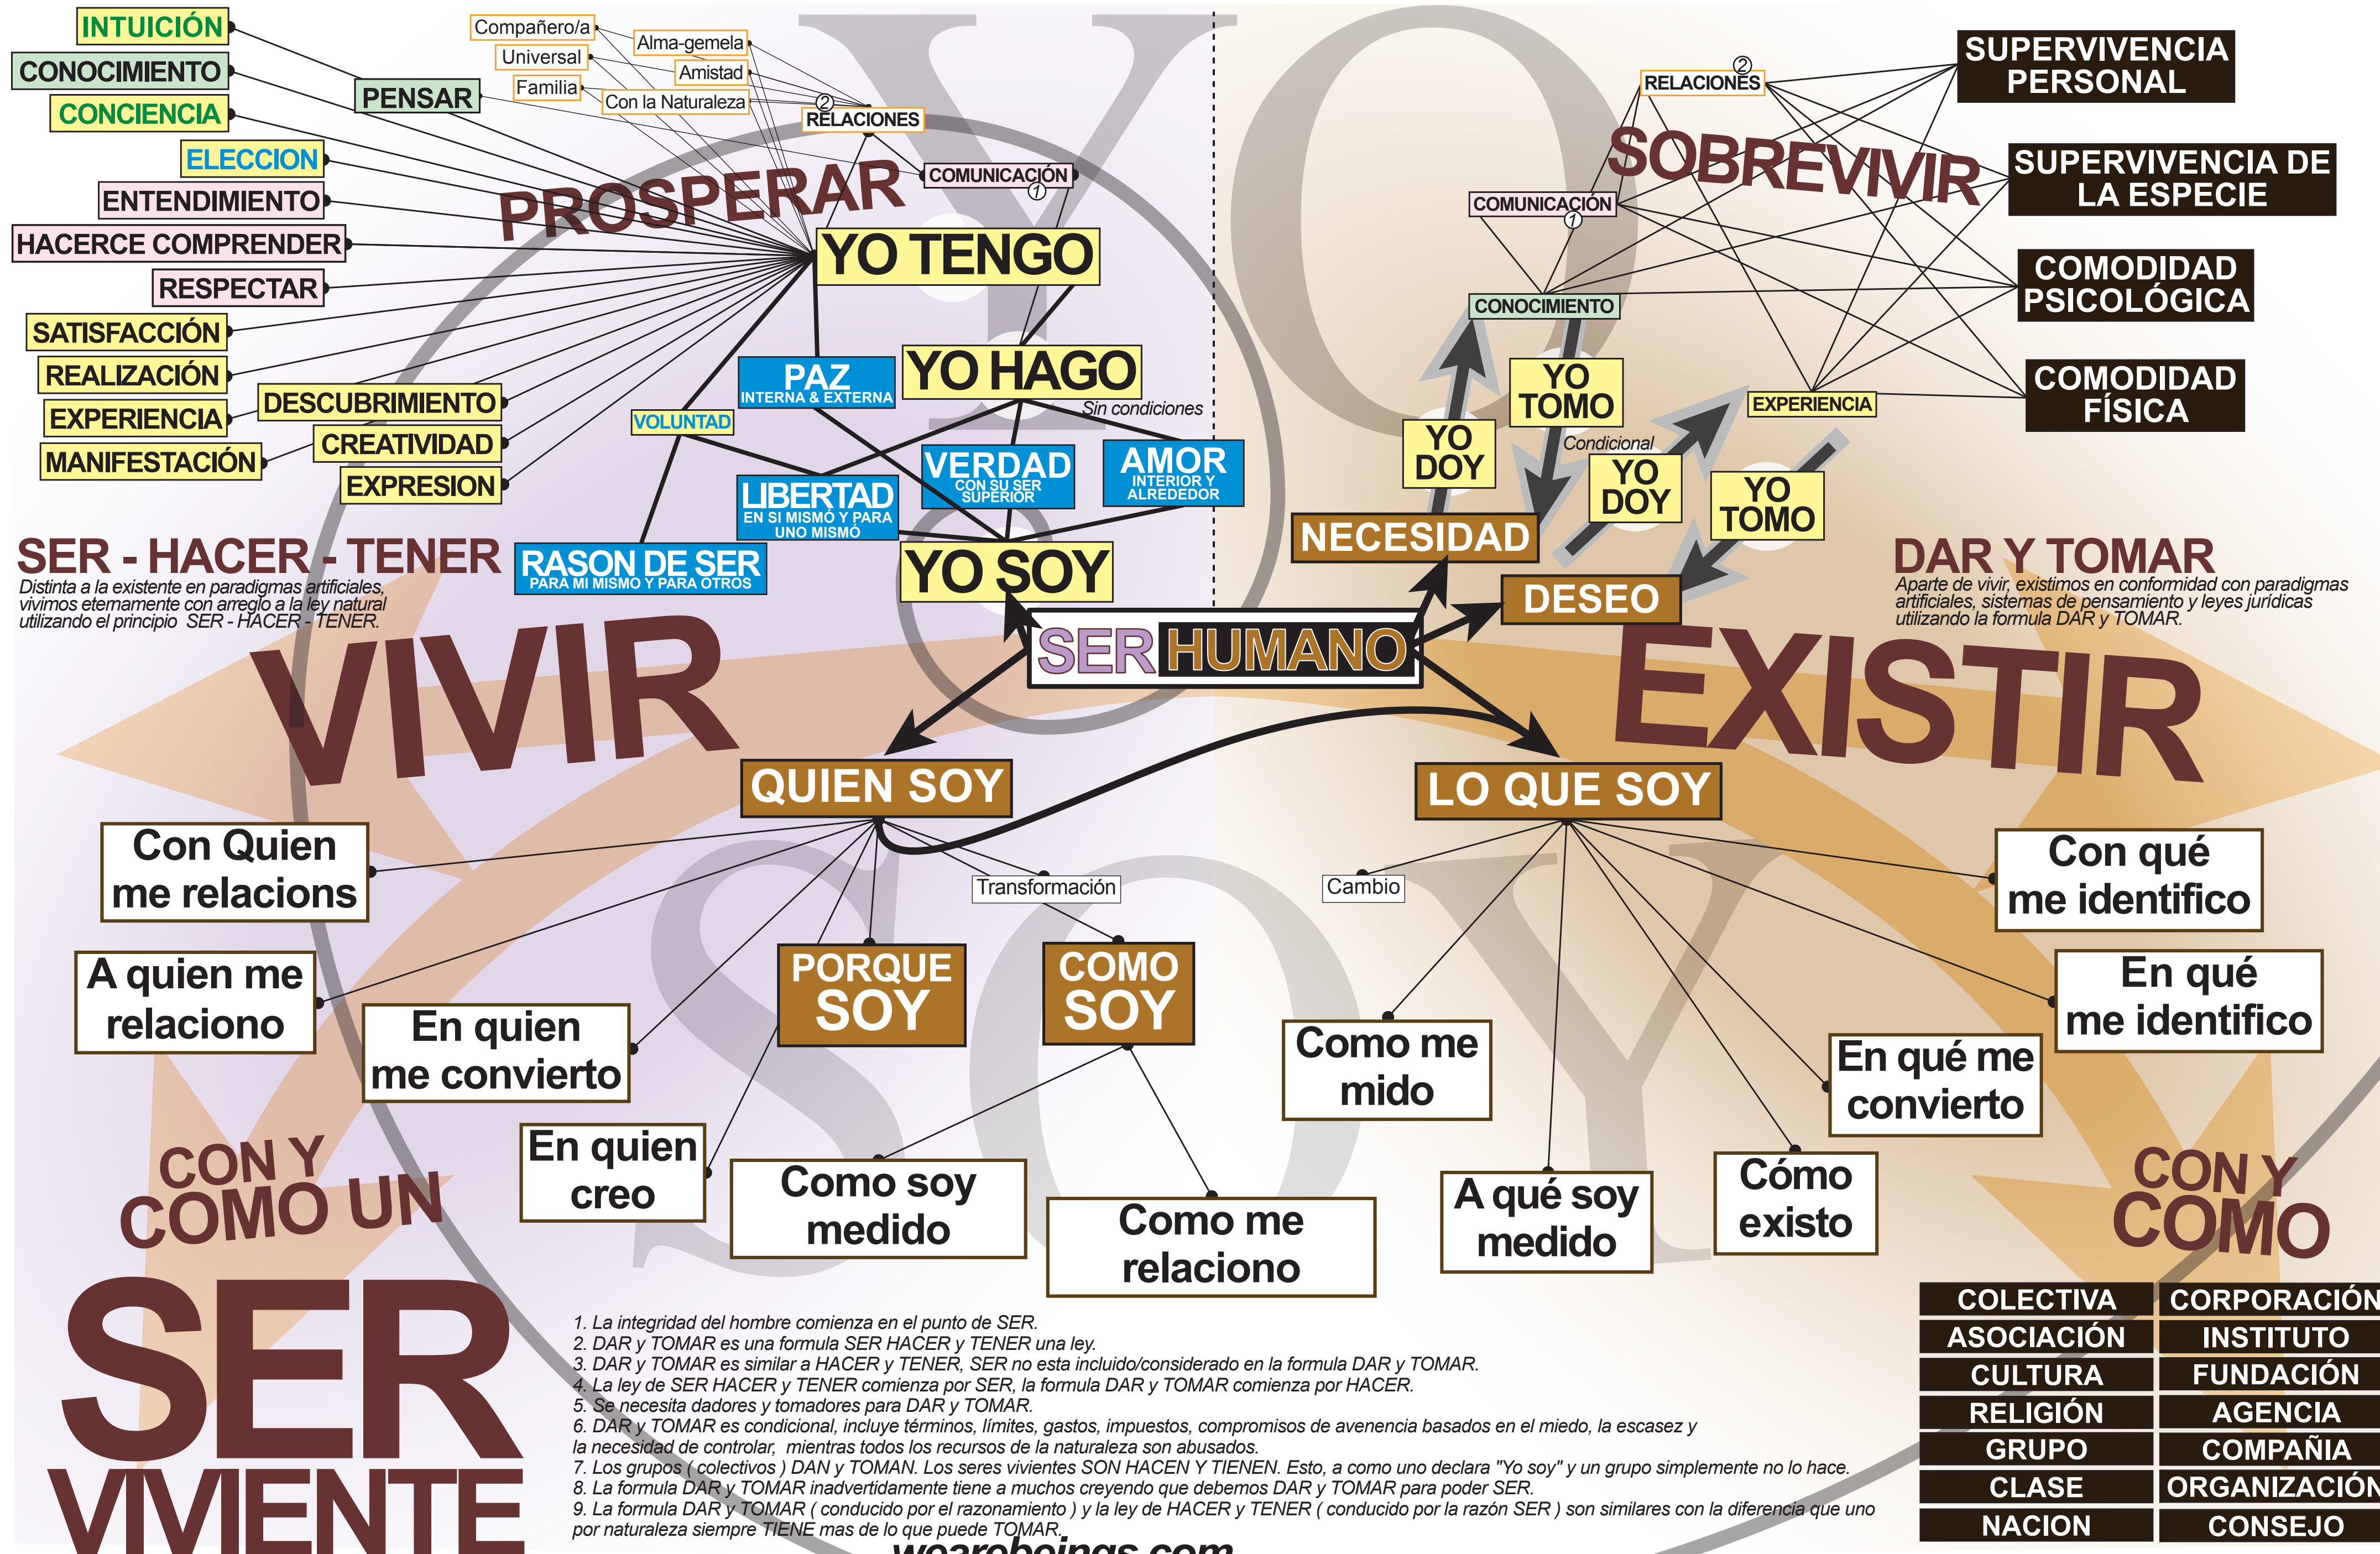 YO
SOY
INTUICIÓN
CONOCIMIENTO
CONCIENCIA
ELECCION
ENTENDIMIENTO
HACERCE COMPRENDER
RESPECTAR
SATISFACCIÓN
REALIZACIÓN
EXPERIENCIA
MANIFESTACIÓN
DESCUBRIMIENTO
CREATIVIDAD
EXPRESION
PENSAR
Compañero/a
Universal
Familia
Alma-gemela
Amistad
Con la Naturaleza
2
RELACIONES
COMUNICACIÓN
1
PROSPERAR
YO TENGO
PAZ
INTERNA & EXTERNA
YO HAGO
Sin condiciones
VOLUNTAD
LIBERTAD
EN SI MISMÓ Y PARA
UNO MISMÓ
VERDAD
CON SU SER
SUPERIOR
AMOR
INTERIOR Y
ALREDEDOR
RASON DE SER
PARA MI MISMO Y PARA OTROS
YO SOY
SER - HACER - TENER
Distinta a la existente en paradigmas artificiales,
vivimos eternamente con arreglo a la ley natural
utilizando el principio SER - HACER - TENER.
VIVIR
2
RELACIONES
SOBREVIVIR
COMUNICACIÓN
1
CONOCIMIENTO
EXPERIENCIA
SUPERVIVENCIA
PERSONAL
SUPERVIVENCIA DE
LA ESPECIE
COMODIDAD
PSICOLÓGICA
COMODIDAD
FÍSICA
YO
DOY
YO
TOMO
Condicional
YO
DOY
YO
TOMO
NECESIDAD
DESEO
DAR Y TOMAR
Aparte de vivir, existimos en conformidad con paradigmas
artificiales, sistemas de pensamiento y leyes jurídicas
utilizando la formula DAR y TOMAR.
EXISTIR
SER HUMANO
QUIEN SOY
LO QUE SOY
Con Quien
me relacions
A quien me
relaciono
En quien
me convierto
En quien
creo
Transformación
PORQUE
SOY
COMO
SOY
Como soy
medido
Como me
relaciono
Cambio
Como me
mido
A qué soy
medido
Cómo
existo
En qué me
convierto
En qué
me identifico
Con qué
me identifico
CON Y
COMO UN
SER
VIVIENTE
CON Y
COMO
COLECTIVA CORPORACIÓN
ASOCIACIÓN INSTITUTO
CULTURA FUNDACIÓN
RELIGIÓN AGENCIA
GRUPO COMPAÑIA
CLASE ORGANIZACIÓN
NACION CONSEJO
1. La integridad del hombre comienza en el punto de SER.
2. DAR y TOMAR es una formula SER HACER y TENER una ley.
3. DAR y TOMAR es similar a HACER y TENER, SER no esta incluido/considerado en la formula DAR y TOMAR.
4. La ley de SER HACER y TENER comienza por SER, la formula DAR y TOMAR comienza por HACER.
5. Se necesita dadores y tomadores para DAR y TOMAR.
6. DAR y TOMAR es condicional, incluye términos, límites, gastos, impuestos, compromisos de avenencia basados en el miedo, la escasez y
la necesidad de controlar, mientras todos los recursos de la naturaleza son abusados.
7. Los grupos ( colectivos ) DAN y TOMAN. Los seres vivientes SON HACEN Y TIENEN. Esto, a como uno declara "Yo soy" y un grupo simplemente no lo hace.
8. La formula DAR y TOMAR inadvertidamente tiene a muchos creyendo que debemos DAR y TOMAR para poder SER.
9. La formula DAR y TOMAR ( conducido por el razonamiento ) y la ley de HACER y TENER ( conducido por la razón SER ) son similares con la diferencia que uno
por naturaleza siempre TIENE mas de lo que puede TOMAR.
wearebeings.com